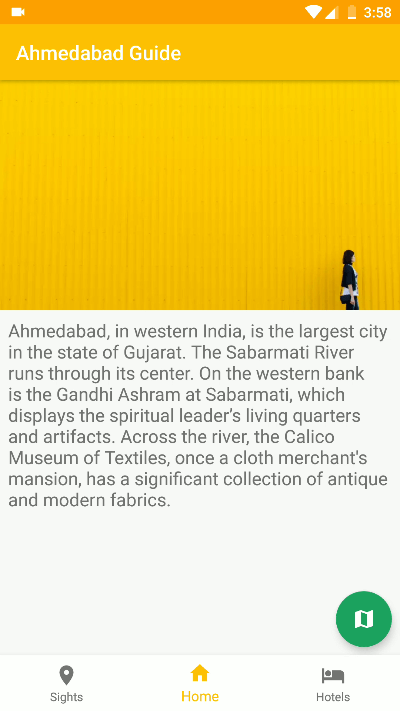 3:58
Ahmedabad Guide
Ahmedabad, in western India, is the largest city
in the state of Gujarat. The Sabarmati River
runs through its center. On the western bank
is the Gandhi Ashram at Sabarmati, which
displays the spiritual leader’s living quarters
and artifacts. Across the river, the Calico
Museum of Textiles, once a cloth merchant's
mansion, has a significant collection of antique
and modern fabrics.
Sights
Home
Hotels